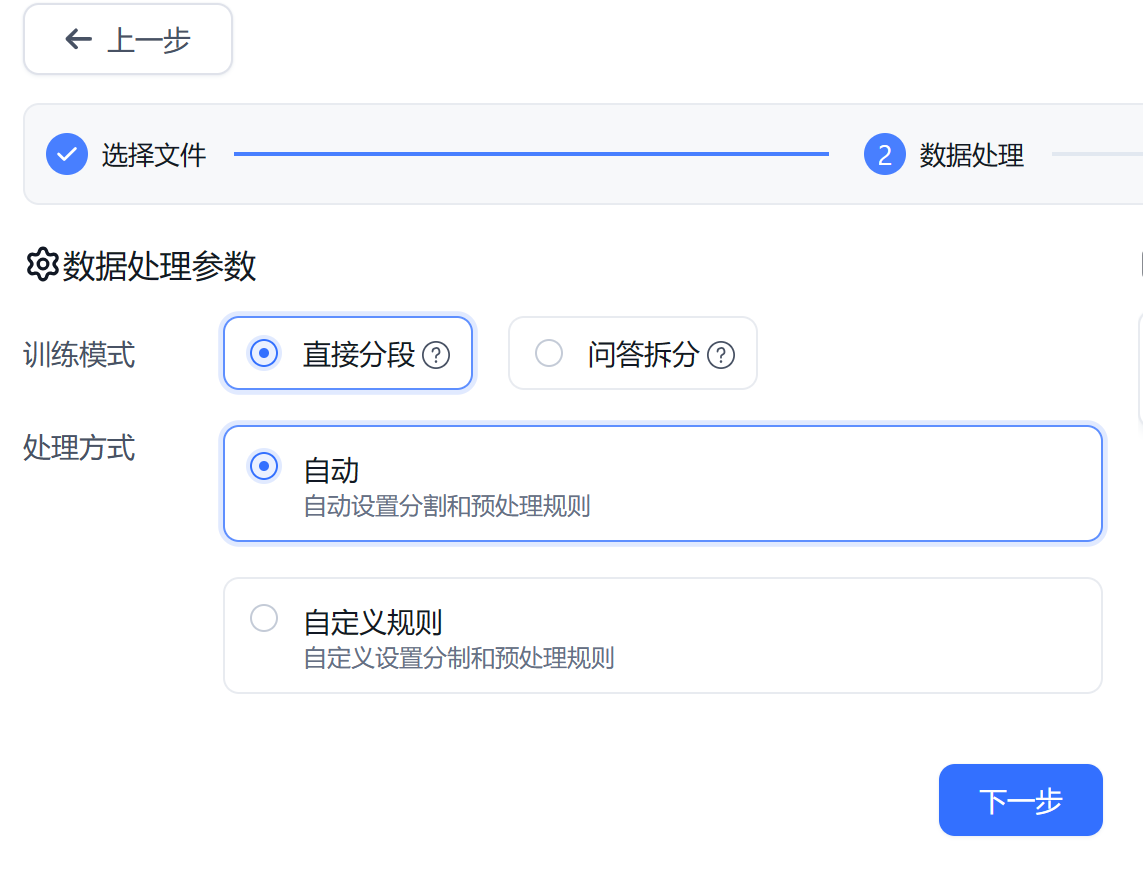 上一步
选择文件
2 数据处理
数据处理参数
训练模式
直接分段 ?
问答拆分 ?
处理方式
自动
自动设置分割和预处理规则
自定义规则
自定义设置分制和预处理规则
下一步